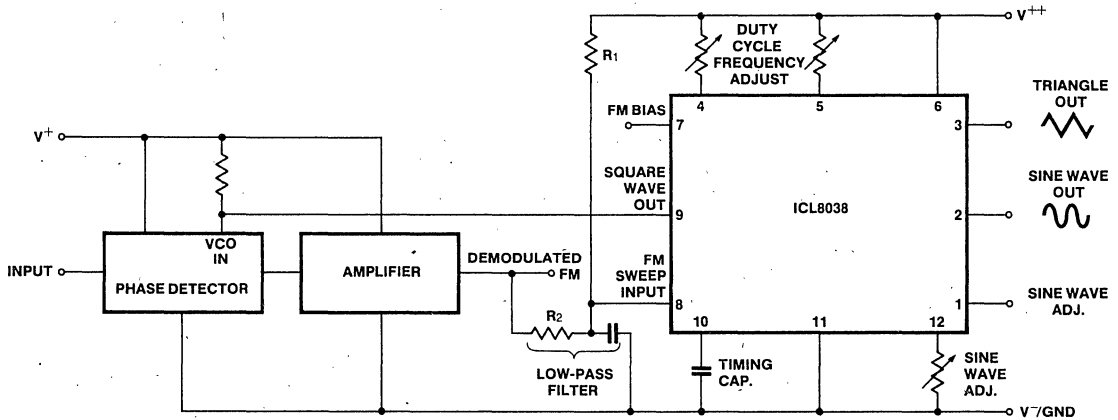 V++
R1
DUTY
CYCLE
FREQUENCY
ADJUST
4
5
6
TRIANGLE
OUT
FM BIAS
7
3
V+
SQUARE
WAVE
OUT
9
ICL8038
SINE WAVE
OUT
2
VCO
IN
INPUT
PHASE DETECTOR
AMPLIFIER
DEMODULATED
FM
FM
SWEEP
INPUT
8
1
SINE WAVE
ADJ.
10
11
12
R2
LOW-PASS
FILTER
TIMING
CAP.
SINE
WAVE
ADJ.
V-/GND